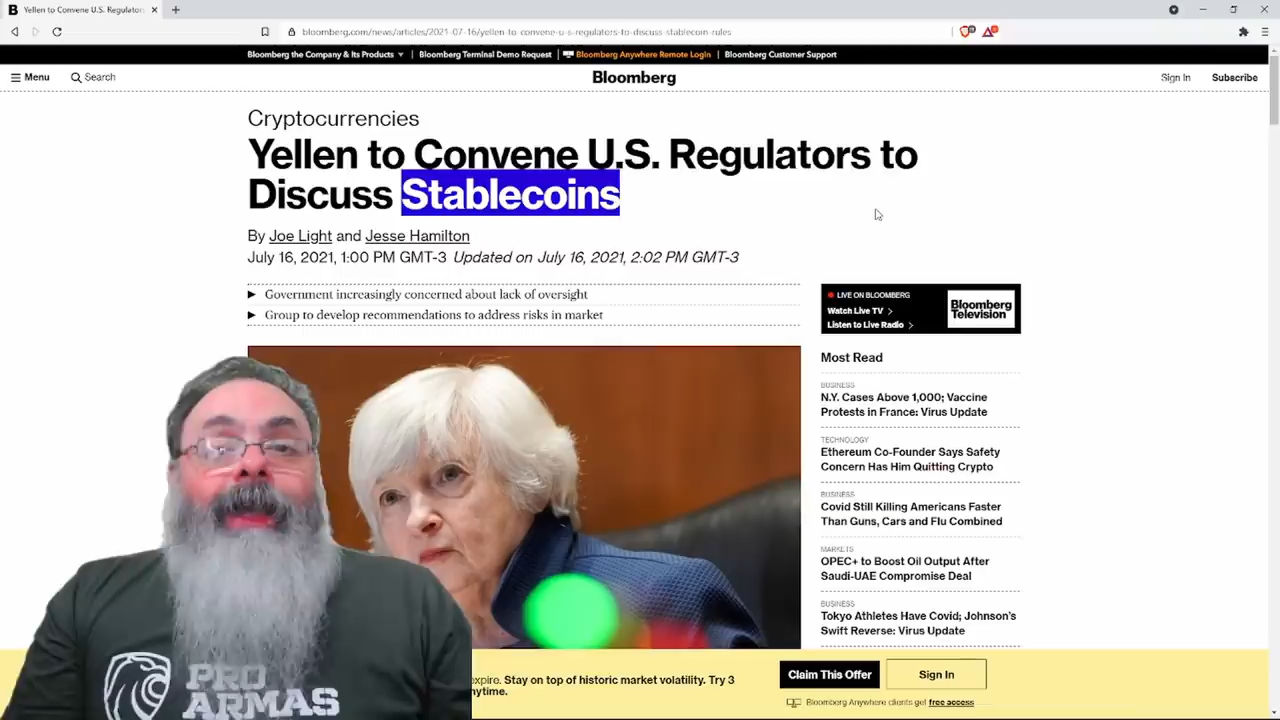 Yellen to Convene U.S. Regulators
bloomberg.com/news/articles/2021-07-16/yellen-to-convene-u-s-regulators-to-discuss-stablecoin-rules
Bloomberg the Company & Its Products ▾ | Bloomberg Terminal Demo Request | Bloomberg Anywhere Remote Login | Bloomberg Customer Support
Menu Search Bloomberg Sign In Subscribe
Cryptocurrencies
Yellen to Convene U.S. Regulators to
Discuss Stablecoins
By Joe Light and Jesse Hamilton
July 16, 2021, 1:00 PM GMT-3 Updated on July 16, 2021, 2:02 PM GMT-3
► Government increasingly concerned about lack of oversight
► Group to develop recommendations to address risks in market
LIVE ON BLOOMBERG
Watch Live TV >
Listen to Live Radio >
Bloomberg
Television
Most Read
BUSINESS
N.Y. Cases Above 1,000; Vaccine
Protests in France: Virus Update
TECHNOLOGY
Ethereum Co-Founder Says Safety
Concern Has Him Quitting Crypto
BUSINESS
Covid Still Killing Americans Faster
Than Guns, Cars and Flu Combined
MARKETS
OPEC+ to Boost Oil Output After
Saudi-UAE Compromise Deal
BUSINESS
Tokyo Athletes Have Covid; Johnson's
Swift Reverse: Virus Update
xpire. Stay on top of historic market volatility. Try 3
nytime.
Claim This Offer
Sign In
Bloomberg Anywhere clients get free access
PRO
ARMAS